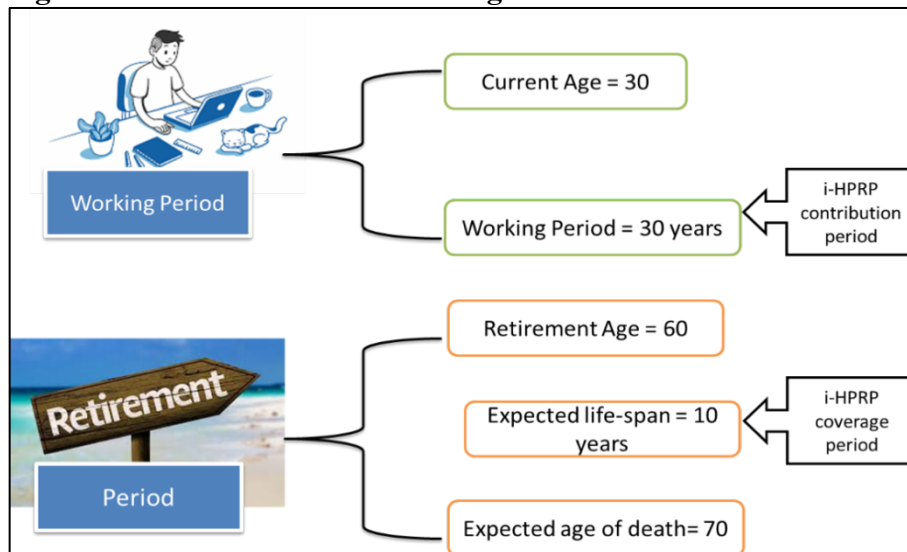 Current Age = 30
Working Period
Working Period = 30 years
i-HPRP
contribution
period
Retirement Age = 60
Retirement
Expected life-span = 10
years
i-HPRP
coverage
period
Period
Expected age of death= 70